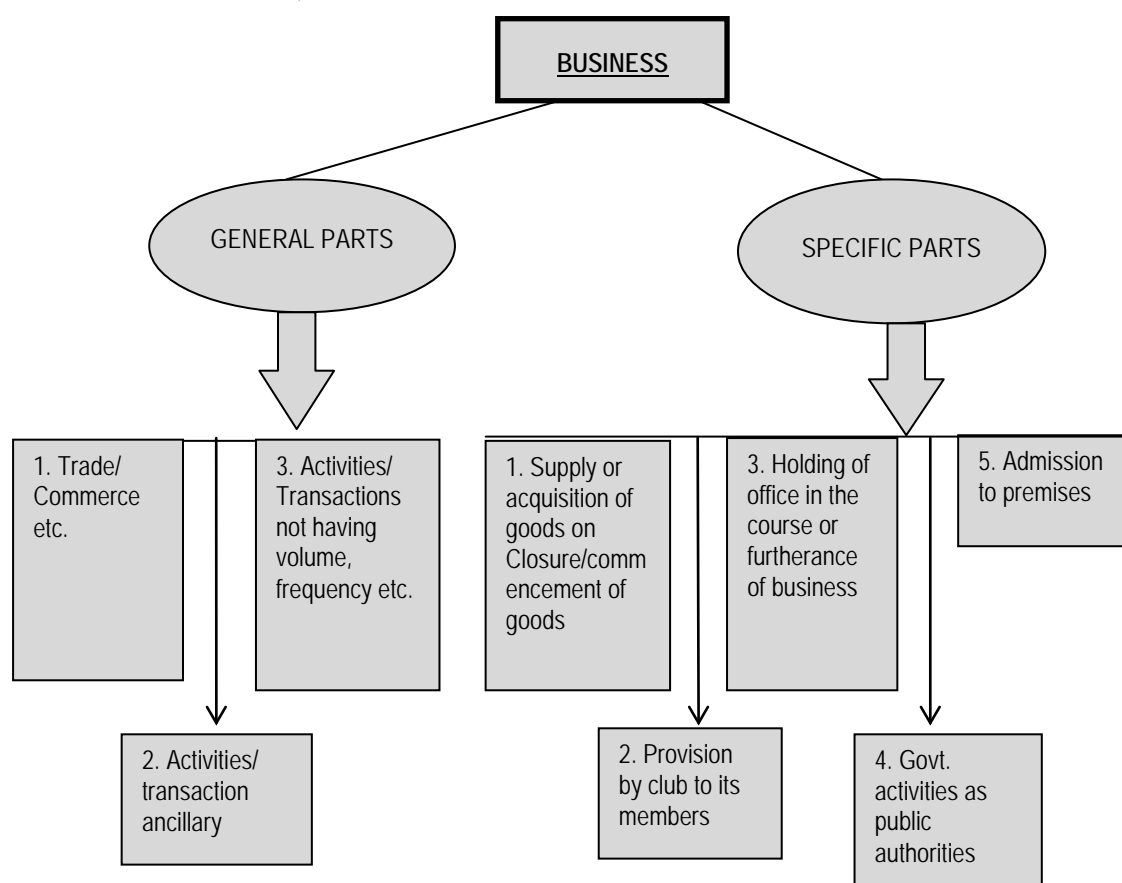 BUSINESS
GENERAL PARTS
SPECIFIC PARTS
1. Trade/
Commerce
etc.
3. Activities/
Transactions
not having
volume,
frequency etc.
2. Activities/
transaction
ancillary
1. Supply or
acquisition of
goods on
Closure/comm
encement of
goods
3. Holding of
office in the
course or
furtherance
of business
5. Admission
to premises
2. Provision
by club to its
members
4. Govt.
activities as
public
authorities